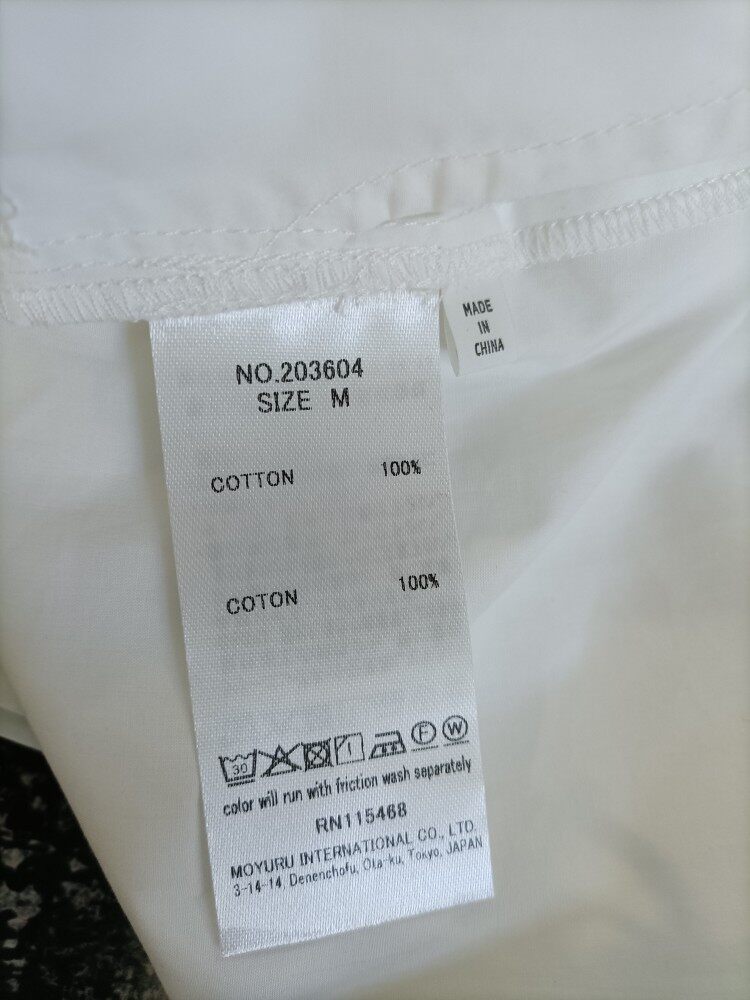 NO.203604
SIZE M
MADE
IN
CHINA
COTTON 100%
COTON 100%
30
F W
color will run with friction wash separately
RN115468
MOYURU INTERNATIONAL CO., LTD.
3-14-14, Denenchofu, Ota-ku, Tokyo, JAPAN